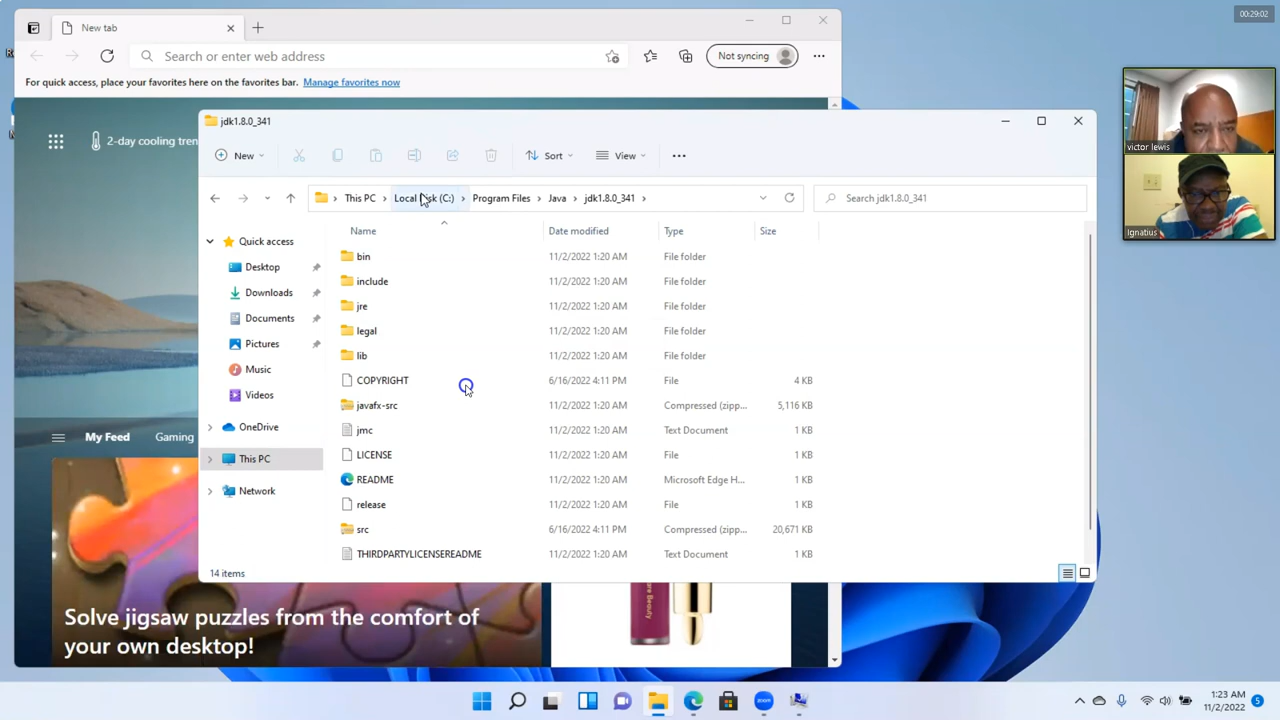 00:29:02
New tab
Search or enter web address
Not syncing
For quick access, place your favorites here on the favorites bar. Manage favorites now
2-day cooling tren
victor lewis
Ignatius
jdk1.8.0_341
New
Sort
View
This PC
Local Disk (C:)
Program Files
Java
jdk1.8.0_341
Search jdk1.8.0_341
Name
Date modified
Type
Size
Quick access
Desktop
Downloads
Documents
Pictures
Music
Videos
OneDrive
This PC
Network
bin 11/2/2022 1:20 AM File folder
include 11/2/2022 1:20 AM File folder
jre 11/2/2022 1:20 AM File folder
legal 11/2/2022 1:20 AM File folder
lib 11/2/2022 1:20 AM File folder
COPYRIGHT 6/16/2022 4:11 PM File 4 KB
javafx-src 11/2/2022 1:20 AM Compressed (zipp... 5,116 KB
jmc 11/2/2022 1:20 AM Text Document 1 KB
LICENSE 11/2/2022 1:20 AM File 1 KB
README 11/2/2022 1:20 AM Microsoft Edge H... 1 KB
release 11/2/2022 1:20 AM File 1 KB
src 6/16/2022 4:11 PM Compressed (zipp... 20,671 KB
THIRDPARTYLICENSEREADME 11/2/2022 1:20 AM Text Document 1 KB
14 items
My Feed
Gaming
Solve jigsaw puzzles from the comfort of
your own desktop!
are Beauty
zoom
1:23 AM
11/2/2022
5